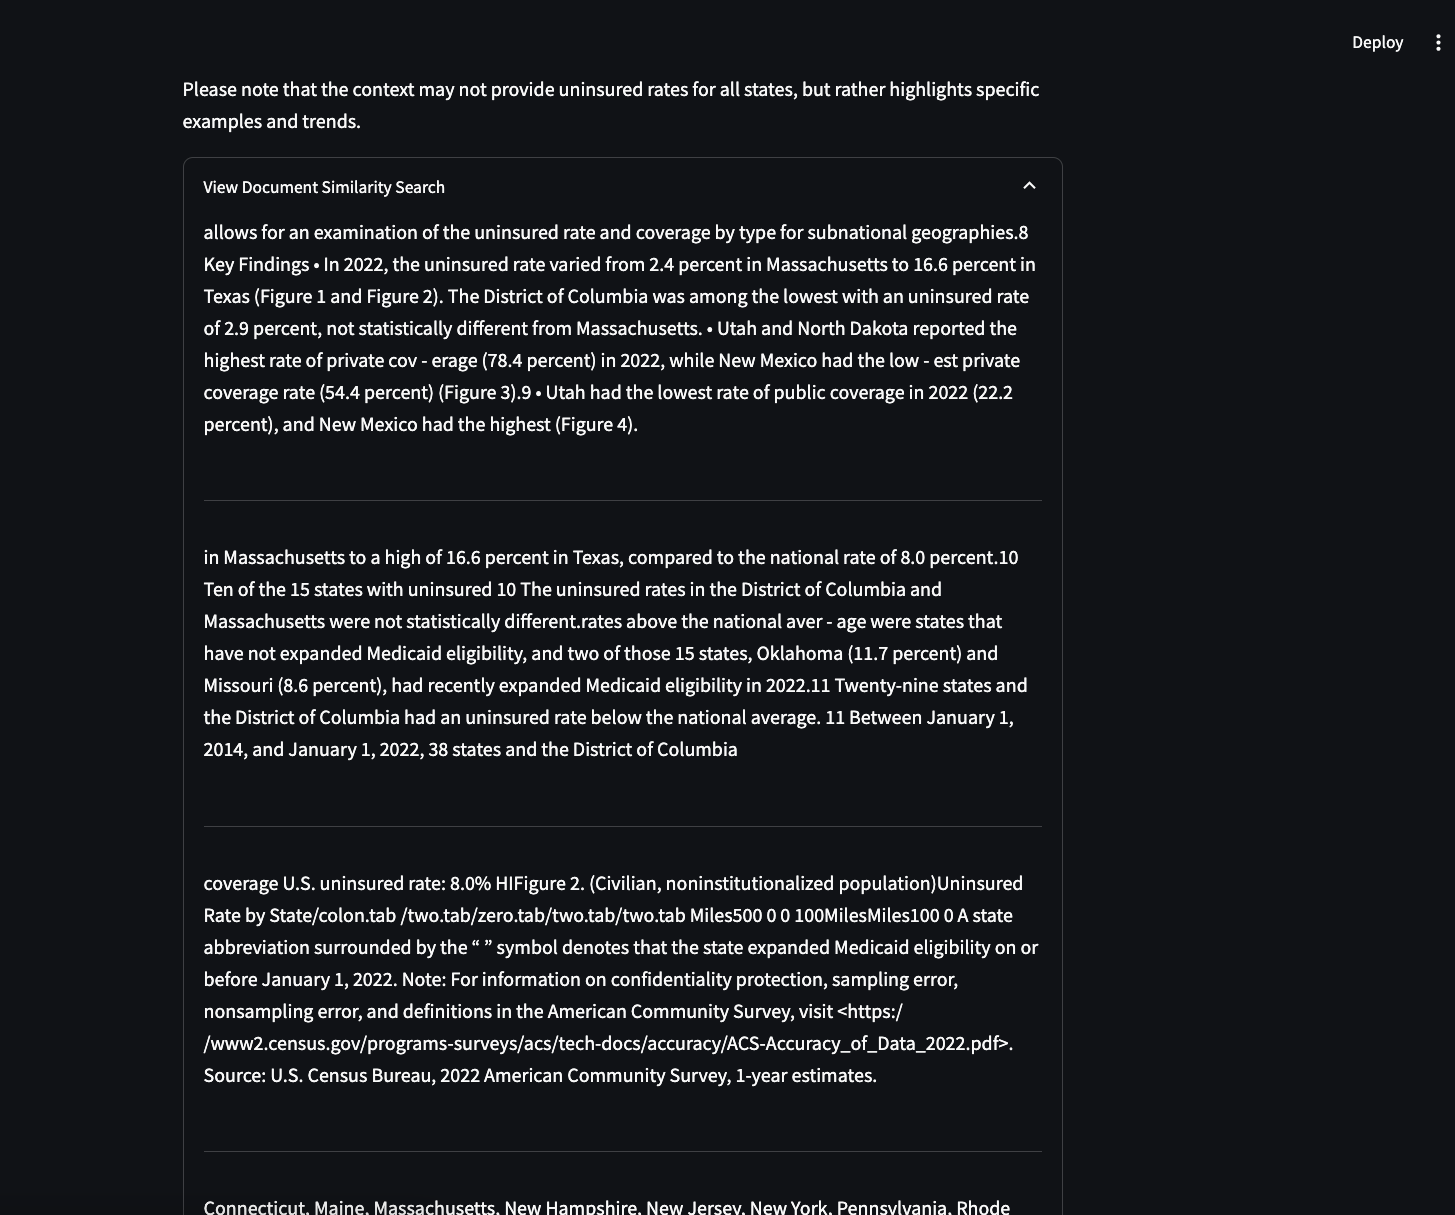 Deploy
Please note that the context may not provide uninsured rates for all states, but rather highlights specific
examples and trends.
View Document Similarity Search
allows for an examination of the uninsured rate and coverage by type for subnational geographies.8
Key Findings • In 2022, the uninsured rate varied from 2.4 percent in Massachusetts to 16.6 percent in
Texas (Figure 1 and Figure 2). The District of Columbia was among the lowest with an uninsured rate
of 2.9 percent, not statistically different from Massachusetts. • Utah and North Dakota reported the
highest rate of private cov - erage (78.4 percent) in 2022, while New Mexico had the low - est private
coverage rate (54.4 percent) (Figure 3).9 • Utah had the lowest rate of public coverage in 2022 (22.2
percent), and New Mexico had the highest (Figure 4).
in Massachusetts to a high of 16.6 percent in Texas, compared to the national rate of 8.0 percent.10
Ten of the 15 states with uninsured 10 The uninsured rates in the District of Columbia and
Massachusetts were not statistically different.rates above the national aver - age were states that
have not expanded Medicaid eligibility, and two of those 15 states, Oklahoma (11.7 percent) and
Missouri (8.6 percent), had recently expanded Medicaid eligibility in 2022.11 Twenty-nine states and
the District of Columbia had an uninsured rate below the national average. 11 Between January 1,
2014, and January 1, 2022, 38 states and the District of Columbia
coverage U.S. uninsured rate: 8.0% HIFigure 2. (Civilian, noninstitutionalized population)Uninsured
Rate by State/colon.tab /two.tab/zero.tab/two.tab/two.tab Miles500 0 0 100MilesMiles100 0 A state
abbreviation surrounded by the “ ” symbol denotes that the state expanded Medicaid eligibility on or
before January 1, 2022. Note: For information on confidentiality protection, sampling error,
nonsampling error, and definitions in the American Community Survey, visit <https:/
/www2.census.gov/programs-surveys/acs/tech-docs/accuracy/ACS-Accuracy_of_Data_2022.pdf>.
Source: U.S. Census Bureau, 2022 American Community Survey, 1-year estimates.
Connecticut, Maine, Massachusetts, New Hampshire, New Jersey, New York, Pennsylvania, Rhode